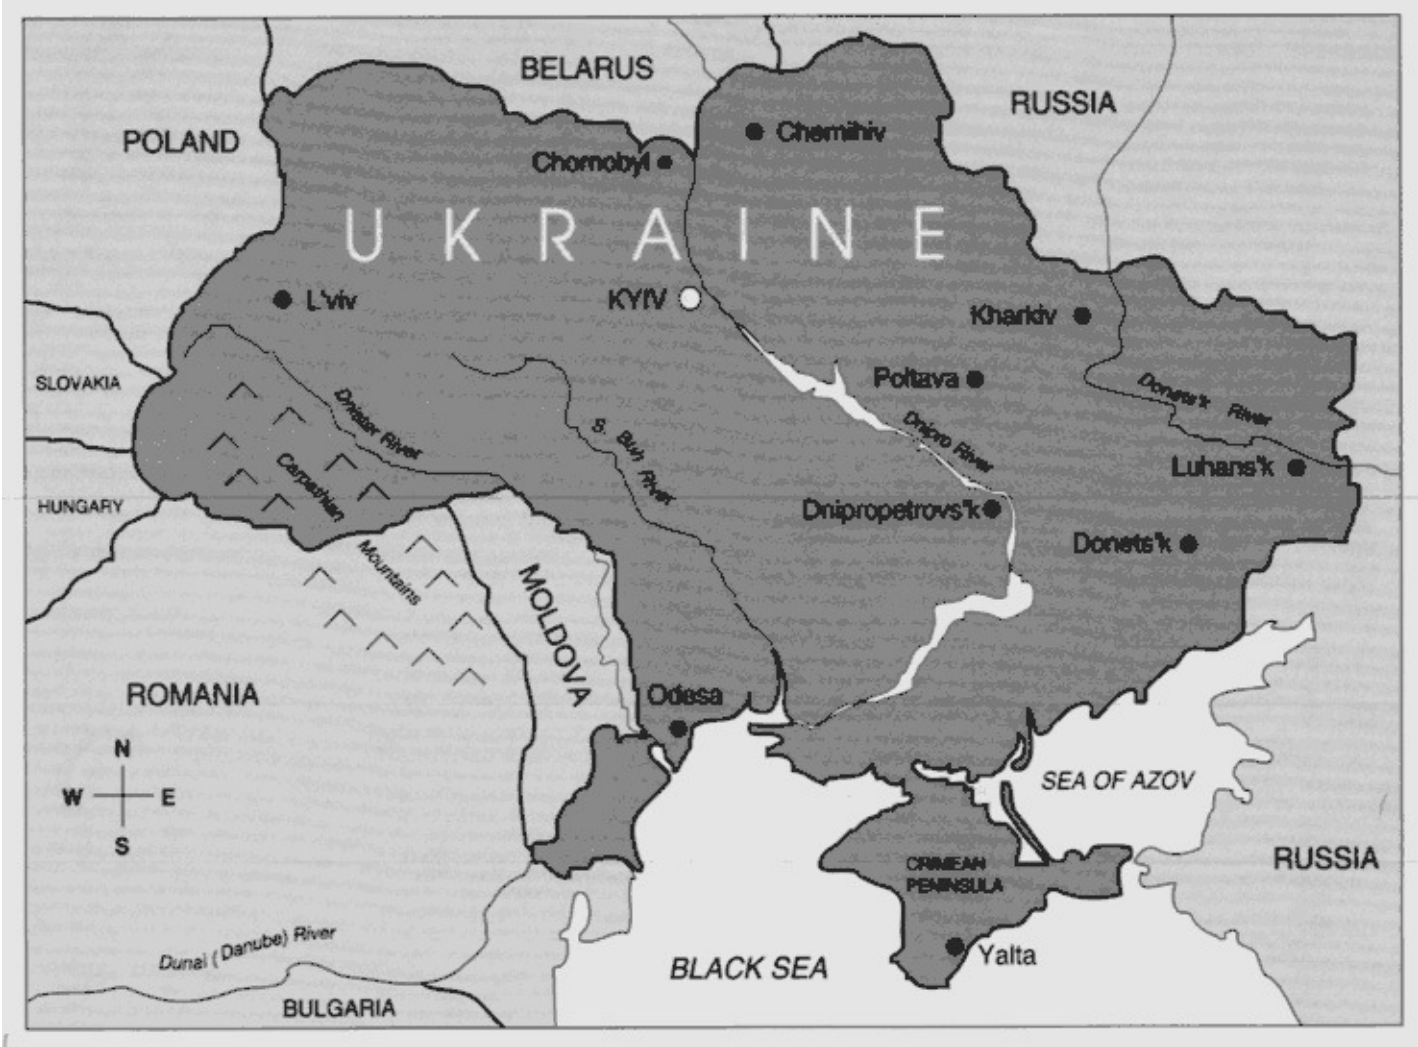 BELARUS
RUSSIA
POLAND
Chernihiv
Chornobyl
UKRAINE
L'viv
KYIV
Kharkiv
SLOVAKIA
Poltava
Donets'k River
Dnister River
S. Buh River
Dnipro River
Luhans'k
Carpathian
Mountains
HUNGARY
Dnipropetrovs'k
Donets'k
MOLDOVA
ROMANIA
Odesa
N
W E
S
SEA OF AZOV
CRIMEAN
PENINSULA
RUSSIA
Dunai (Danube) River
BLACK SEA
Yalta
BULGARIA